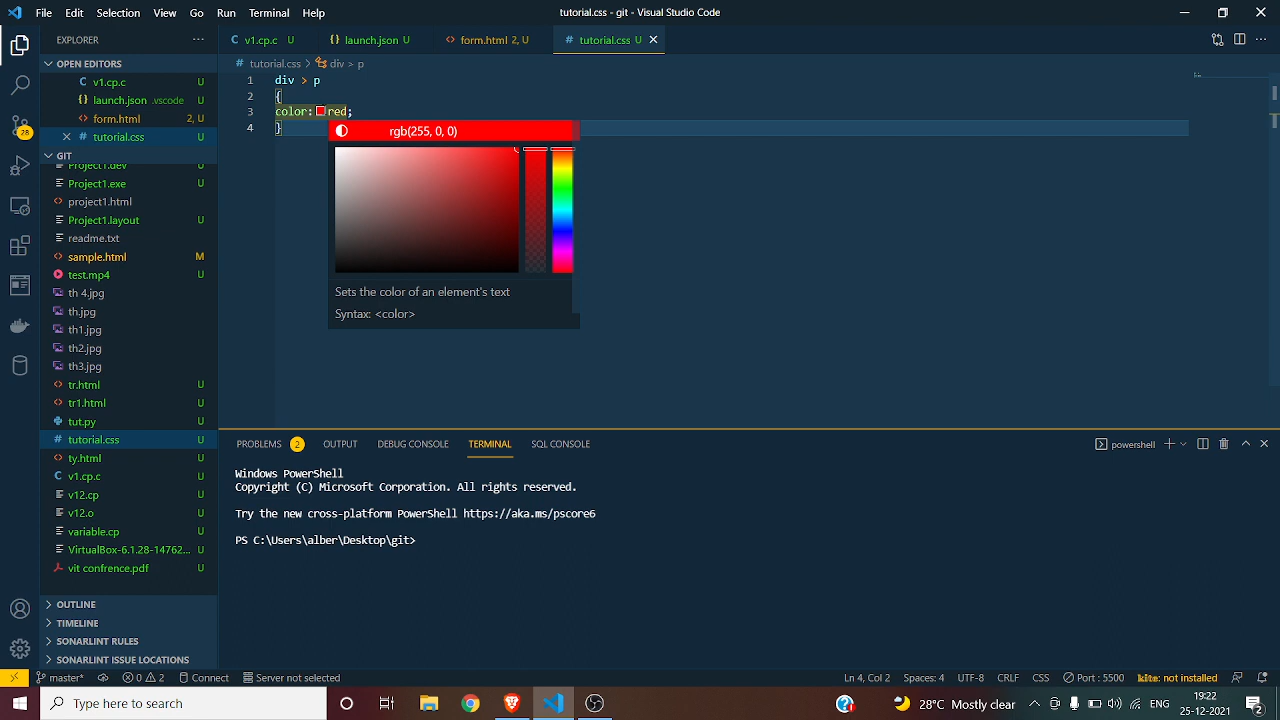 File Edit Selection View Go Run Terminal Help
tutorial.css - git - Visual Studio Code
EXPLORER
v1.cp.c U
launch.json U
form.html 2, U
tutorial.css U
OPEN EDITORS
v1.cp.c U
launch.json .vscode U
form.html 2, U
tutorial.css U
28
GIT
Project1.dev U
Project1.exe U
project1.html
Project1.layout U
readme.txt
sample.html M
test.mp4 U
th 4.jpg
th.jpg
th1.jpg
th2.jpg
th3.jpg
tr.html U
tr1.html U
tut.py U
tutorial.css U
ty.html U
v1.cp.c U
v12.cp U
v12.o U
variable.cp U
VirtualBox-6.1.28-14762... U
vit confrence.pdf U
OUTLINE
TIMELINE
SONARLINT RULES
SONARLINT ISSUE LOCATIONS
tutorial.css > div > p
1 div > p
2 {
3 color: red;
4 }
rgb(255, 0, 0)
Sets the color of an element's text
Syntax: <color>
PROBLEMS 2 OUTPUT DEBUG CONSOLE TERMINAL SQL CONSOLE
powershell
Windows PowerShell
Copyright (C) Microsoft Corporation. All rights reserved.
Try the new cross-platform PowerShell https://aka.ms/pscore6
PS C:\Users\alber\Desktop\git>
master 0 2 Connect Server not selected
Ln 4, Col 2 Spaces: 4 UTF-8 CRLF CSS Port : 5500 kite: not installed
Type here to search
28°C Mostly clear
ENG
19:22
25-12-2021
2